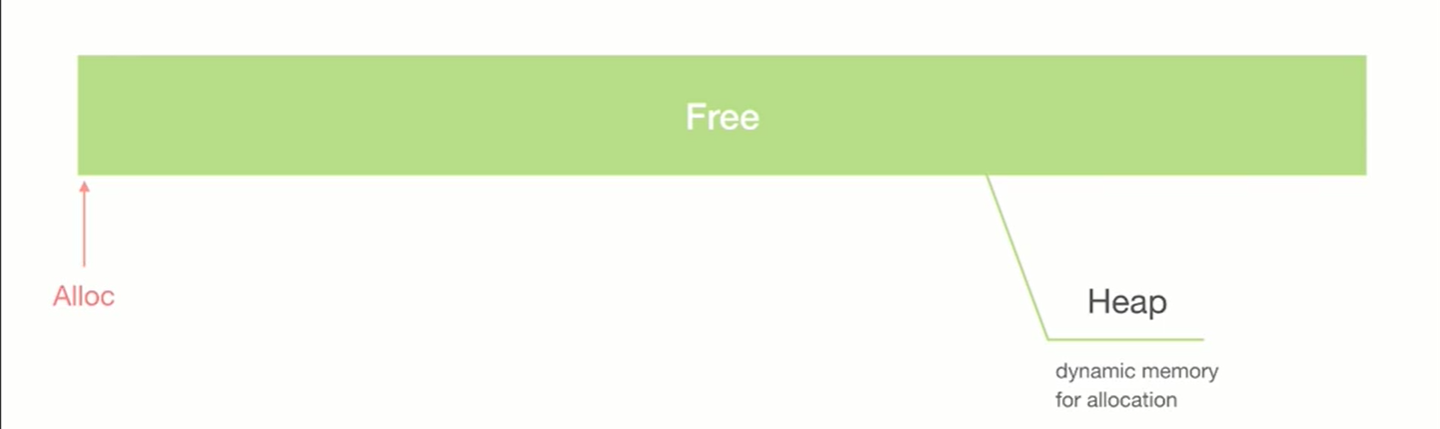 Free
Alloc
Heap
dynamic memory
for allocation